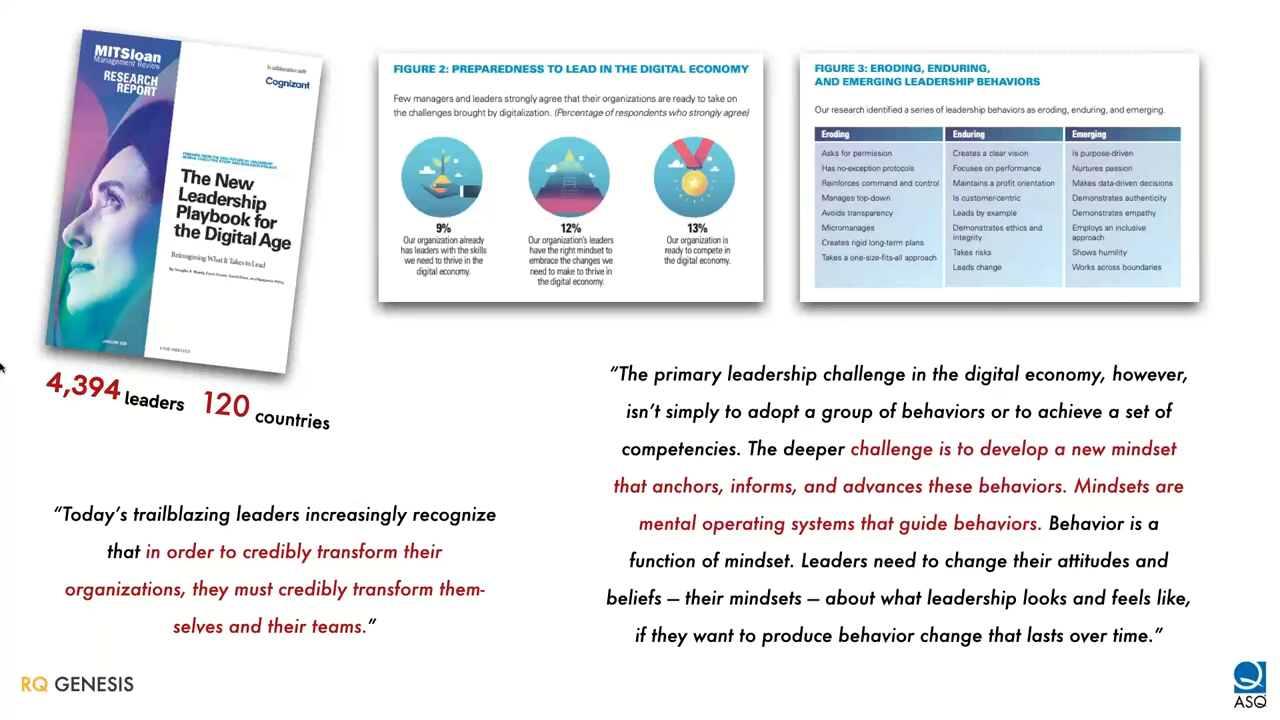 MITSloan
Management Review
RESEARCH
REPORT
In collaboration with
Cognizant
The New
Leadership
Playbook for
the Digital Age
Reimagining What It Takes to Lead
4,394 leaders 120 countries
FIGURE 2: PREPAREDNESS TO LEAD IN THE DIGITAL ECONOMY
Few managers and leaders strongly agree that their organizations are ready to take on
the challenges brought by digitalization. (Percentage of respondents who strongly agree)
9%
Our organization already
has leaders with the skills
we need to thrive in the
digital economy.
12%
Our organization's leaders
have the right mindset to
embrace the changes we
need to make to thrive in
the digital economy.
13%
Our organization is
ready to compete in
the digital economy.
FIGURE 3: ERODING, ENDURING,
AND EMERGING LEADERSHIP BEHAVIORS
Our research identified a series of leadership behaviors as eroding, enduring, and emerging.
Eroding
Asks for permission
Has no-exception protocols
Reinforces command and control
Manages top-down
Avoids transparency
Micromanages
Creates rigid long-term plans
Takes a one-size-fits-all approach
Enduring
Creates a clear vision
Focuses on performance
Maintains a profit orientation
Is customer-centric
Leads by example
Demonstrates ethics and
integrity
Takes risks
Leads change
Emerging
Is purpose-driven
Nurtures passion
Makes data-driven decisions
Demonstrates authenticity
Demonstrates empathy
Employs an inclusive
approach
Shows humility
Works across boundaries
“Today’s trailblazing leaders increasingly recognize
that in order to credibly transform their
organizations, they must credibly transform them-
selves and their teams.”
“The primary leadership challenge in the digital economy, however,
isn’t simply to adopt a group of behaviors or to achieve a set of
competencies. The deeper challenge is to develop a new mindset
that anchors, informs, and advances these behaviors. Mindsets are
mental operating systems that guide behaviors. Behavior is a
function of mindset. Leaders need to change their attitudes and
beliefs – their mindsets – about what leadership looks and feels like,
if they want to produce behavior change that lasts over time.”
RQ GENESIS
ASQ